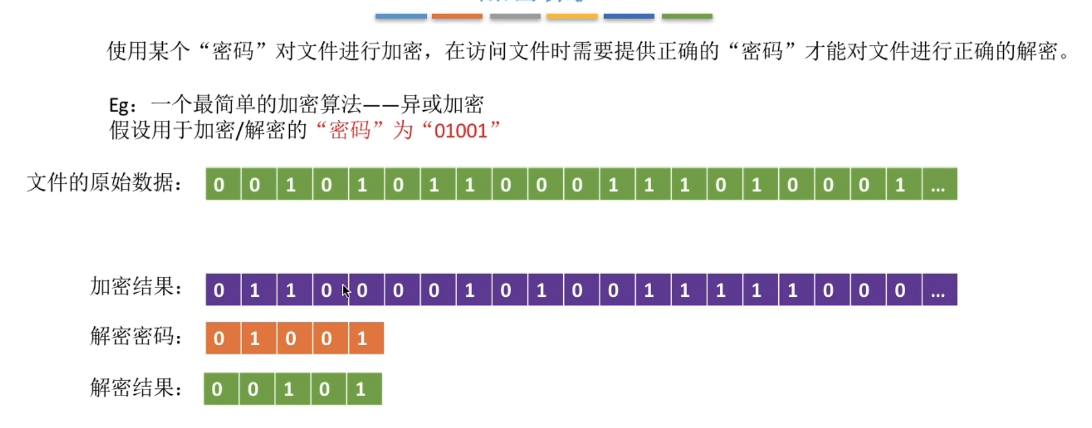 使用某个“密码”对文件进行加密，在访问文件时需要提供正确的“密码”才能对文件进行正确的解密。
Eg：一个最简单的加密算法——异或加密
假设用于加密/解密的“密码”为“01001”
文件的原始数据： 0 0 1 0 1 0 1 1 0 0 0 1 1 1 0 1 0 0 0 1 ...
加密结果： 0 1 1 0 0 0 0 1 0 1 0 0 1 1 1 1 1 0 0 0 ...
解密密码： 0 1 0 0 1
解密结果： 0 0 1 0 1